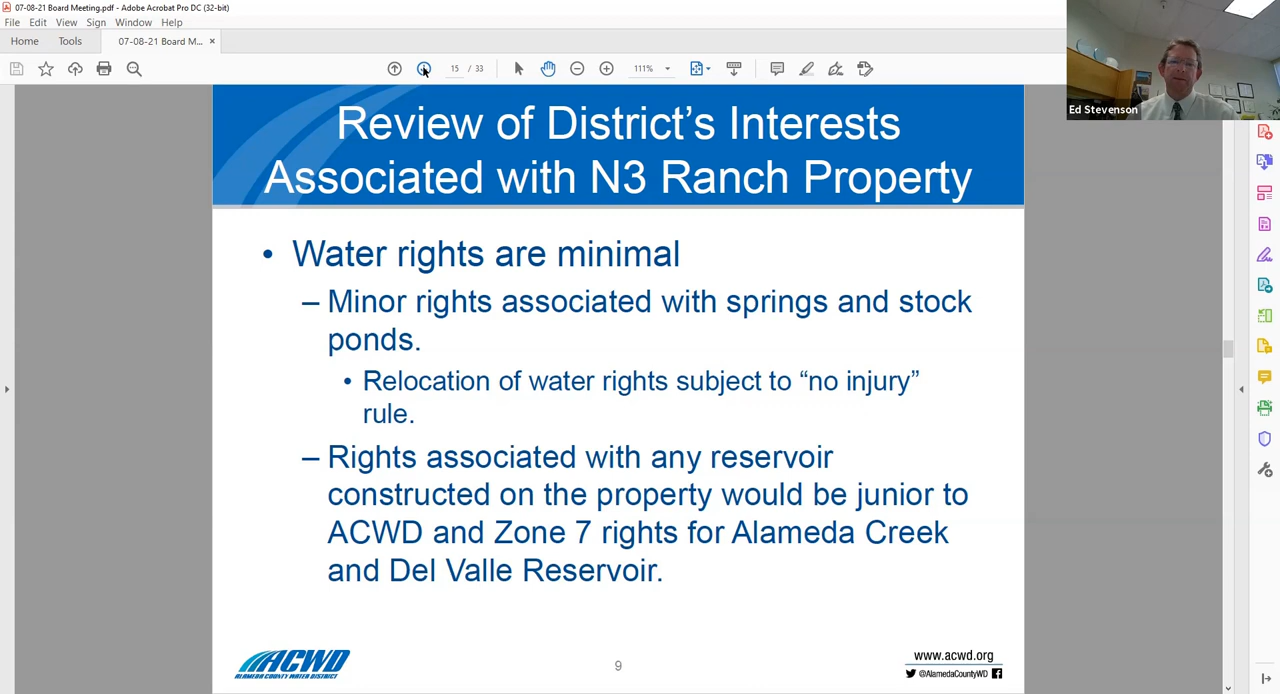 07-08-21 Board Meeting.pdf - Adobe Acrobat Pro DC (32-bit)
File Edit View Sign Window Help
Home Tools 07-08-21 Board M... ×
15 / 33 111%
Ed Stevenson
Review of District’s Interests
Associated with N3 Ranch Property
• Water rights are minimal
– Minor rights associated with springs and stock
ponds.
• Relocation of water rights subject to “no injury”
rule.
– Rights associated with any reservoir
constructed on the property would be junior to
ACWD and Zone 7 rights for Alameda Creek
and Del Valle Reservoir.
ACWD
ALAMEDA COUNTY WATER DISTRICT
9
www.acwd.org
@AlamedaCountyWD